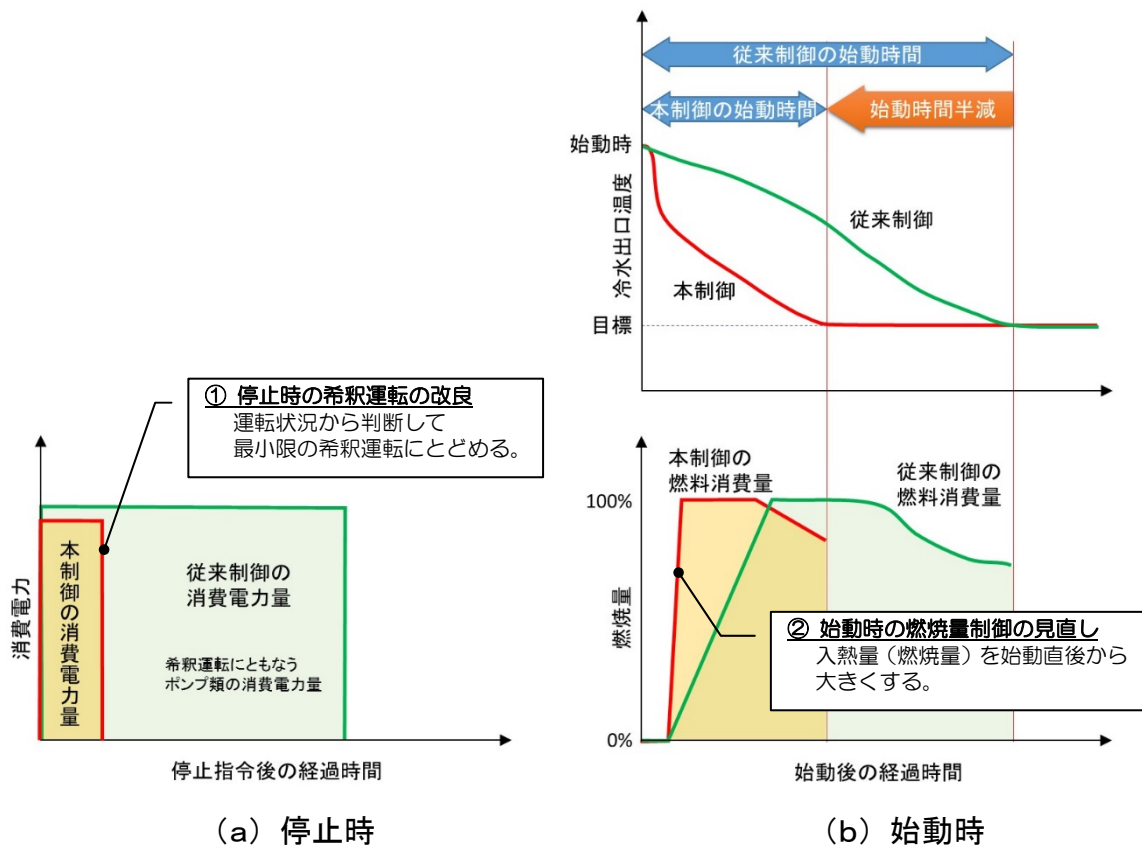 従来制御の始動時間
本制御の始動時間
始動時間半減
始動時
冷水出口温度
従来制御
本制御
目標
① 停止時の希釈運転の改良
運転状況から判断して
最小限の希釈運転にとどめる。
消費電力
本制御の消費電力量
従来制御の
消費電力量
希釈運転にともなう
ポンプ類の消費電力量
停止指令後の経過時間
(a) 停止時
本制御の
燃料消費量
従来制御の
燃料消費量
100%
燃焼量
② 始動時の燃焼量制御の見直し
入熱量(燃焼量)を始動直後から
大きくする。
0%
始動後の経過時間
(b) 始動時